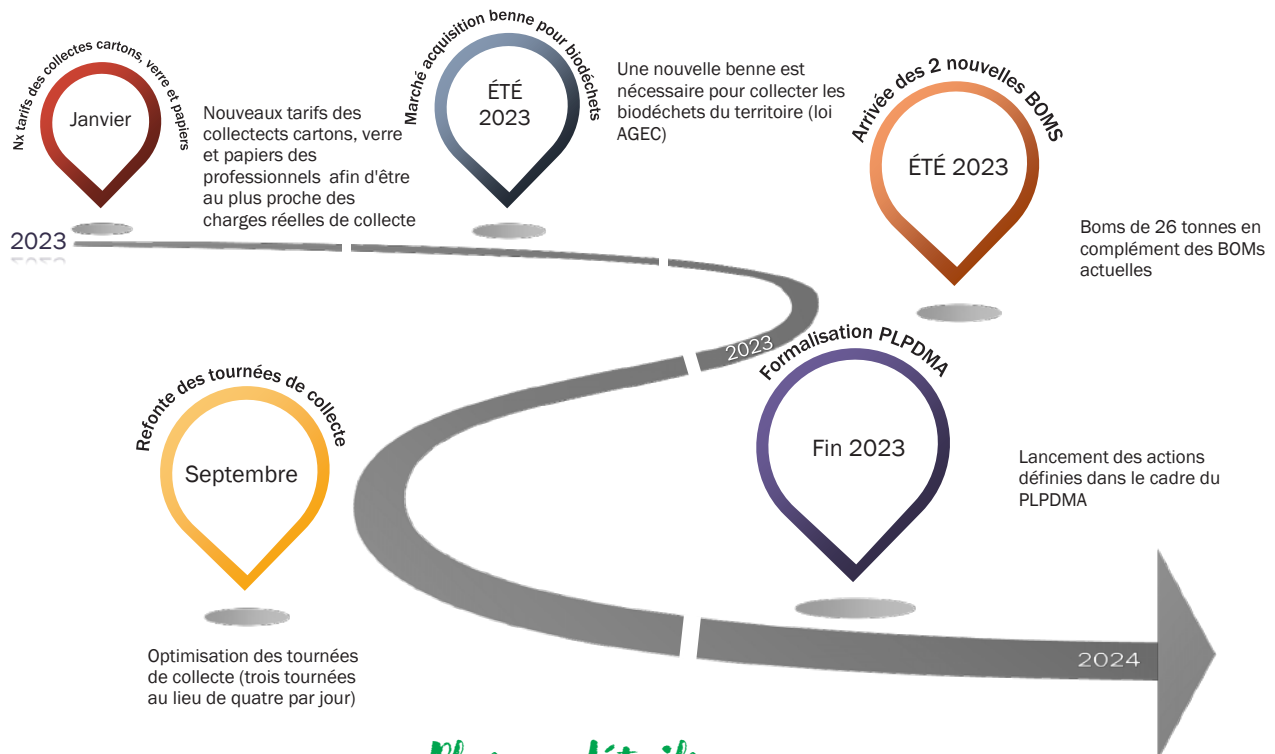 Nx tarifs des collectes cartons, verre et papiers
Janvier
Nouveaux tarifs des
collectects cartons, verre
et papiers des
professionnels afin d'être
au plus proche des
charges réelles de collecte
Marché acquisition benne pour biodéchets
ÉTÉ
2023
Une nouvelle benne est
nécessaire pour collecter les
biodéchets du territoire (loi
AGEC)
Arrivée des 2 nouvelles BOMS
ÉTÉ 2023
Boms de 26 tonnes en
complément des BOMs
actuelles
2023
2023
Refonte des tournées de collecte
Septembre
Optimisation des tournées
de collecte (trois tournées
au lieu de quatre par jour)
Formalisation PLPDMA
Fin 2023
Lancement des actions
définies dans le cadre du
PLPDMA
2024